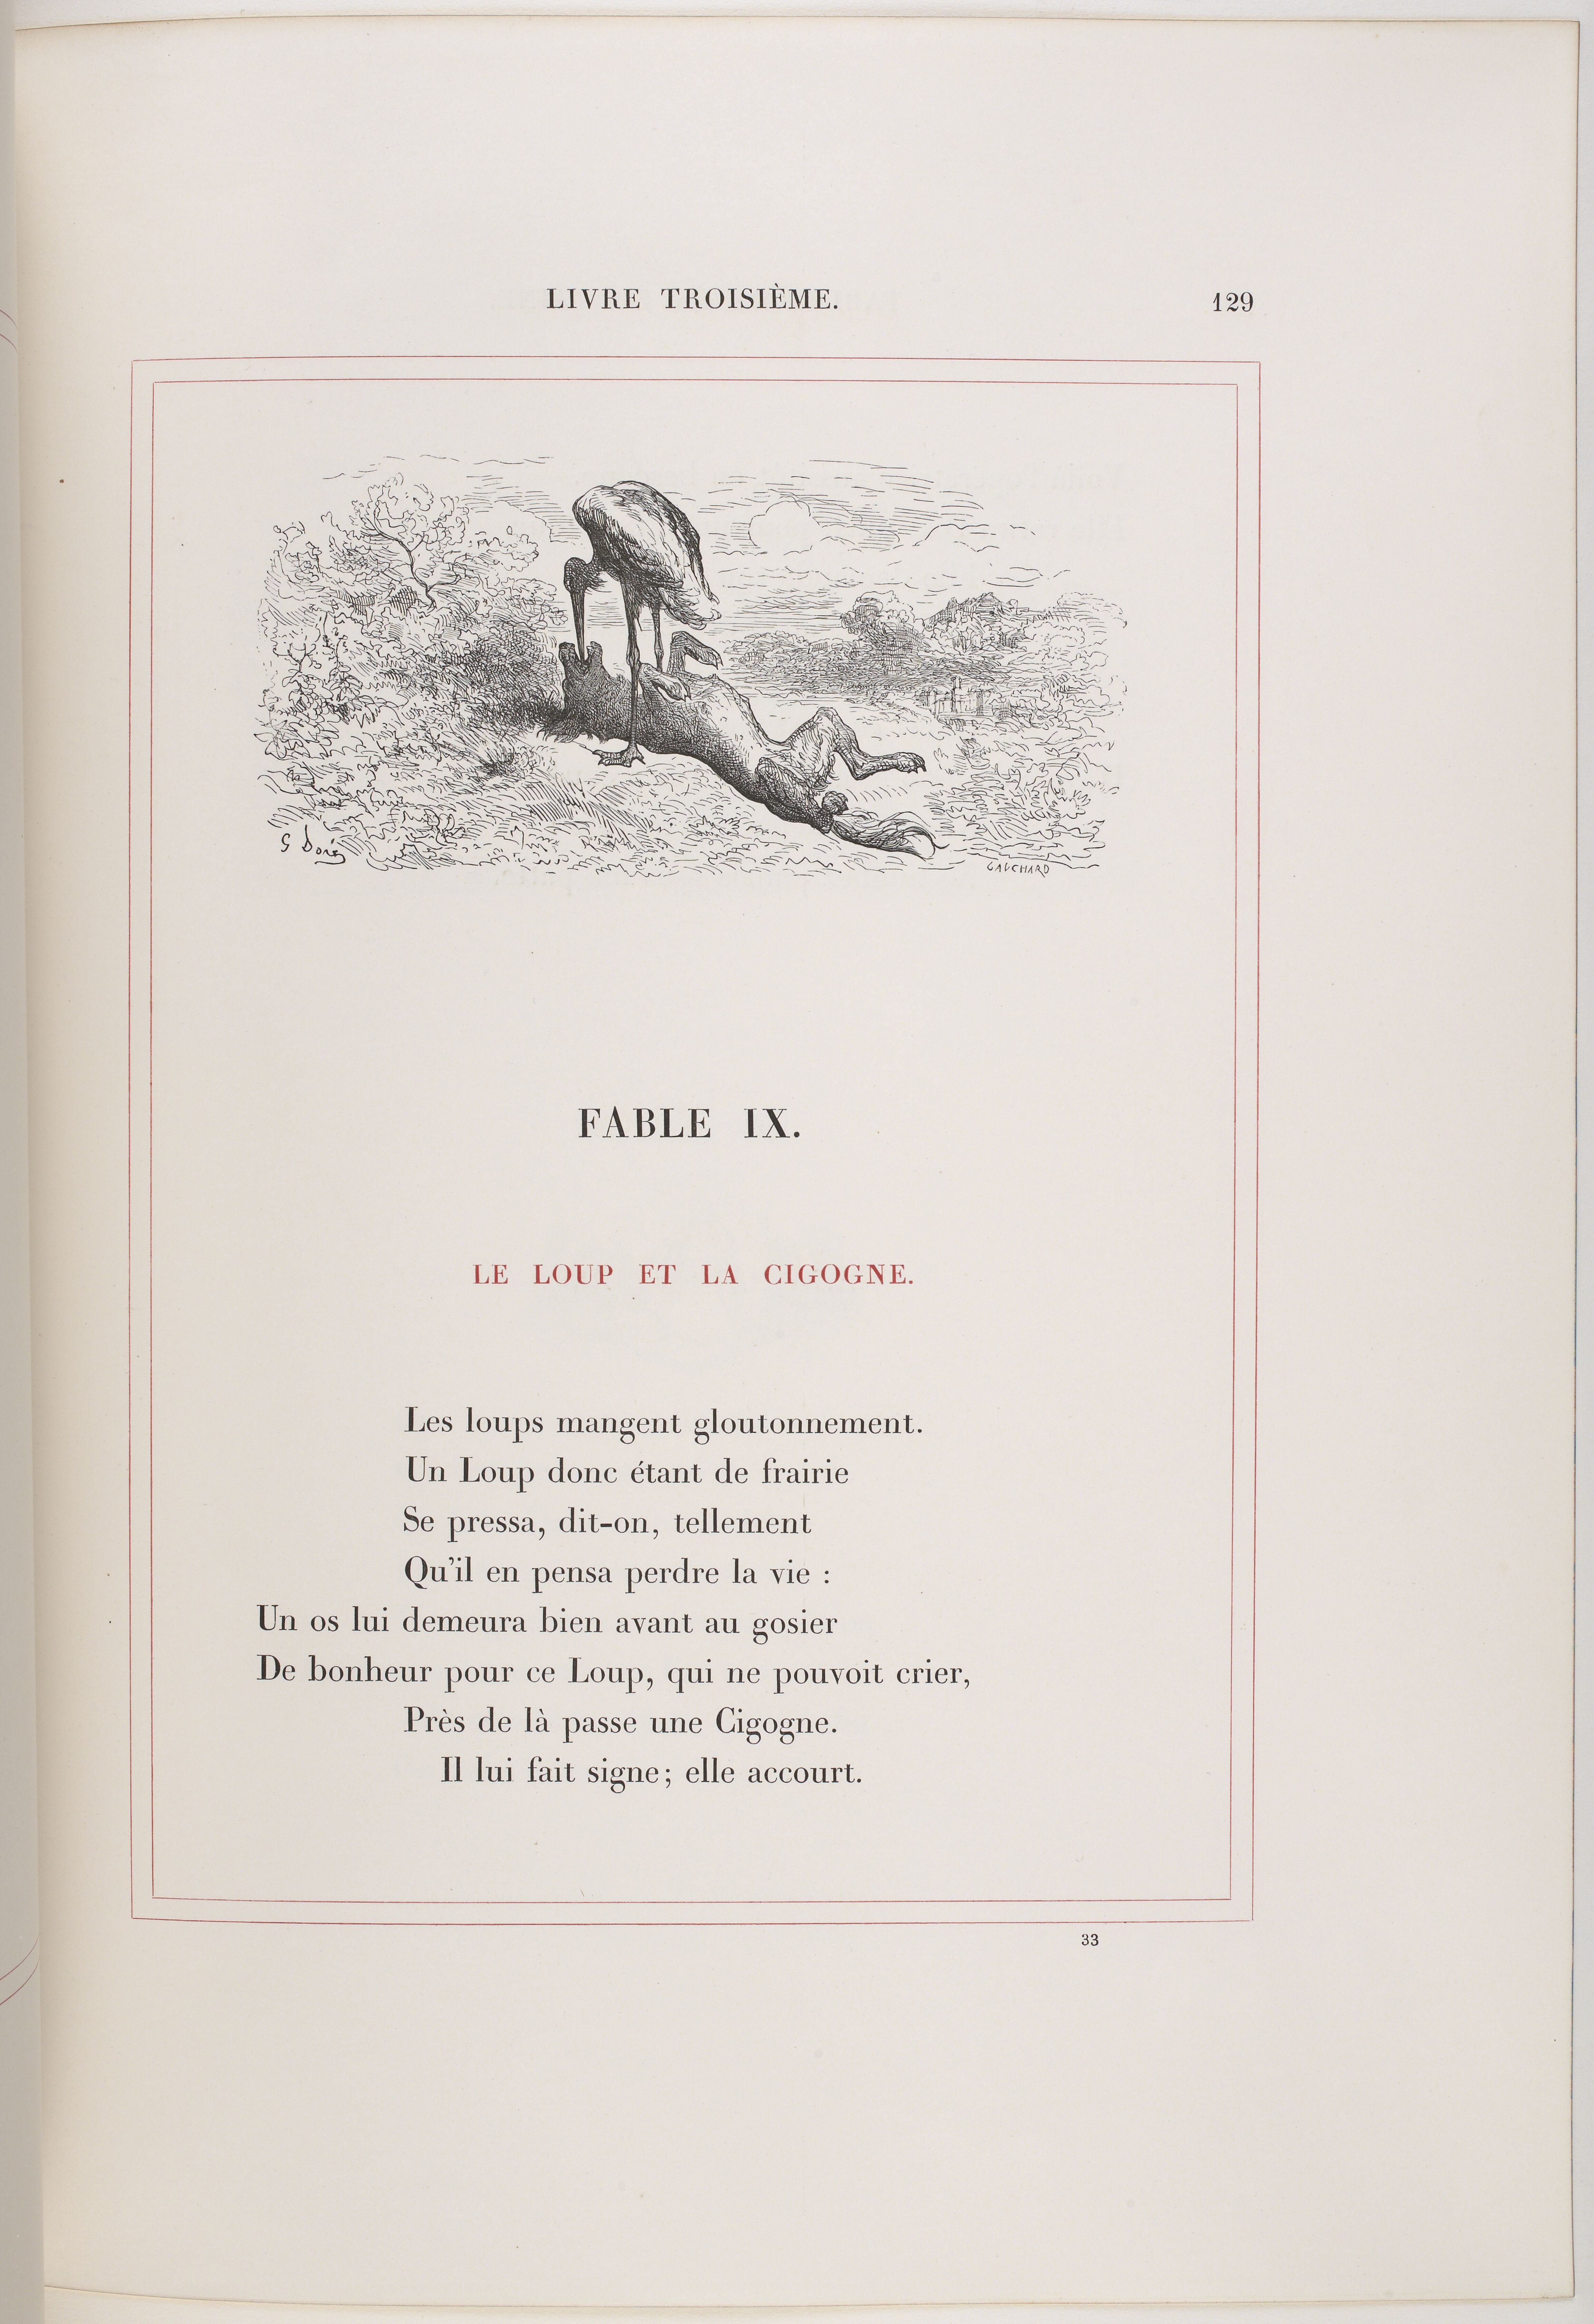 LIVRE TROISIÈME.
129
G Doré
GAUCHARD
FABLE IX.
LE LOUP ET LA CIGOGNE.
Les loups mangent gloutonnement.
Un Loup donc étant de frairie
Se pressa, dit-on, tellement
Qu'il en pensa perdre la vie :
Un os lui demeura bien avant au gosier
De bonheur pour ce Loup, qui ne pouvoit crier,
Près de là passe une Cigogne.
Il lui fait signe; elle accourt.
33